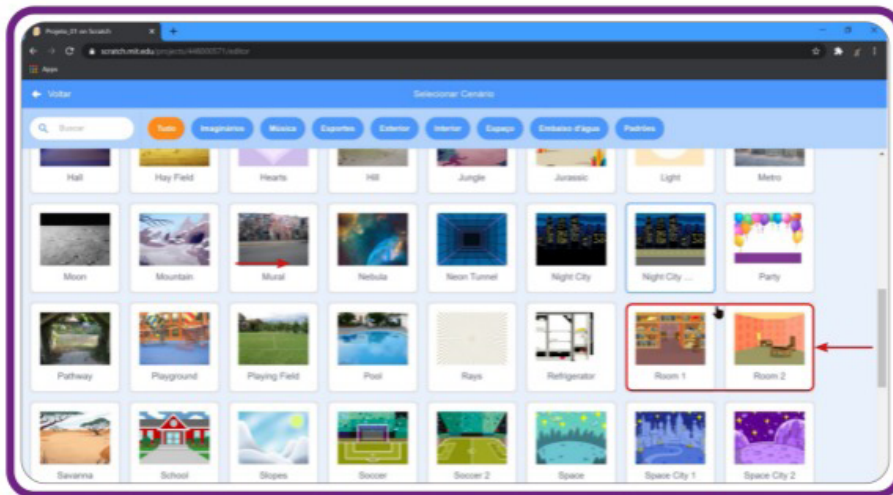 Projeto_01 on Scratch
scratch.mit.edu/projects/448900571/editor
Apps
Voltar
Selecionar Cenário
Buscar
Tudo Imaginários Música Esportes Exterior Interior Espaço Embaixo d'água Padrões
Hall Hay Field Hearts Hill Jungle Jurassic Light Metro
Moon Mountain Mural Nebula Neon Tunnel Night City Night City ... Party
Pathway Playground Playing Field Pool Rays Refrigerator Room 1 Room 2
Savanna School Slopes Soccer Soccer 2 Space Space City 1 Space City 2